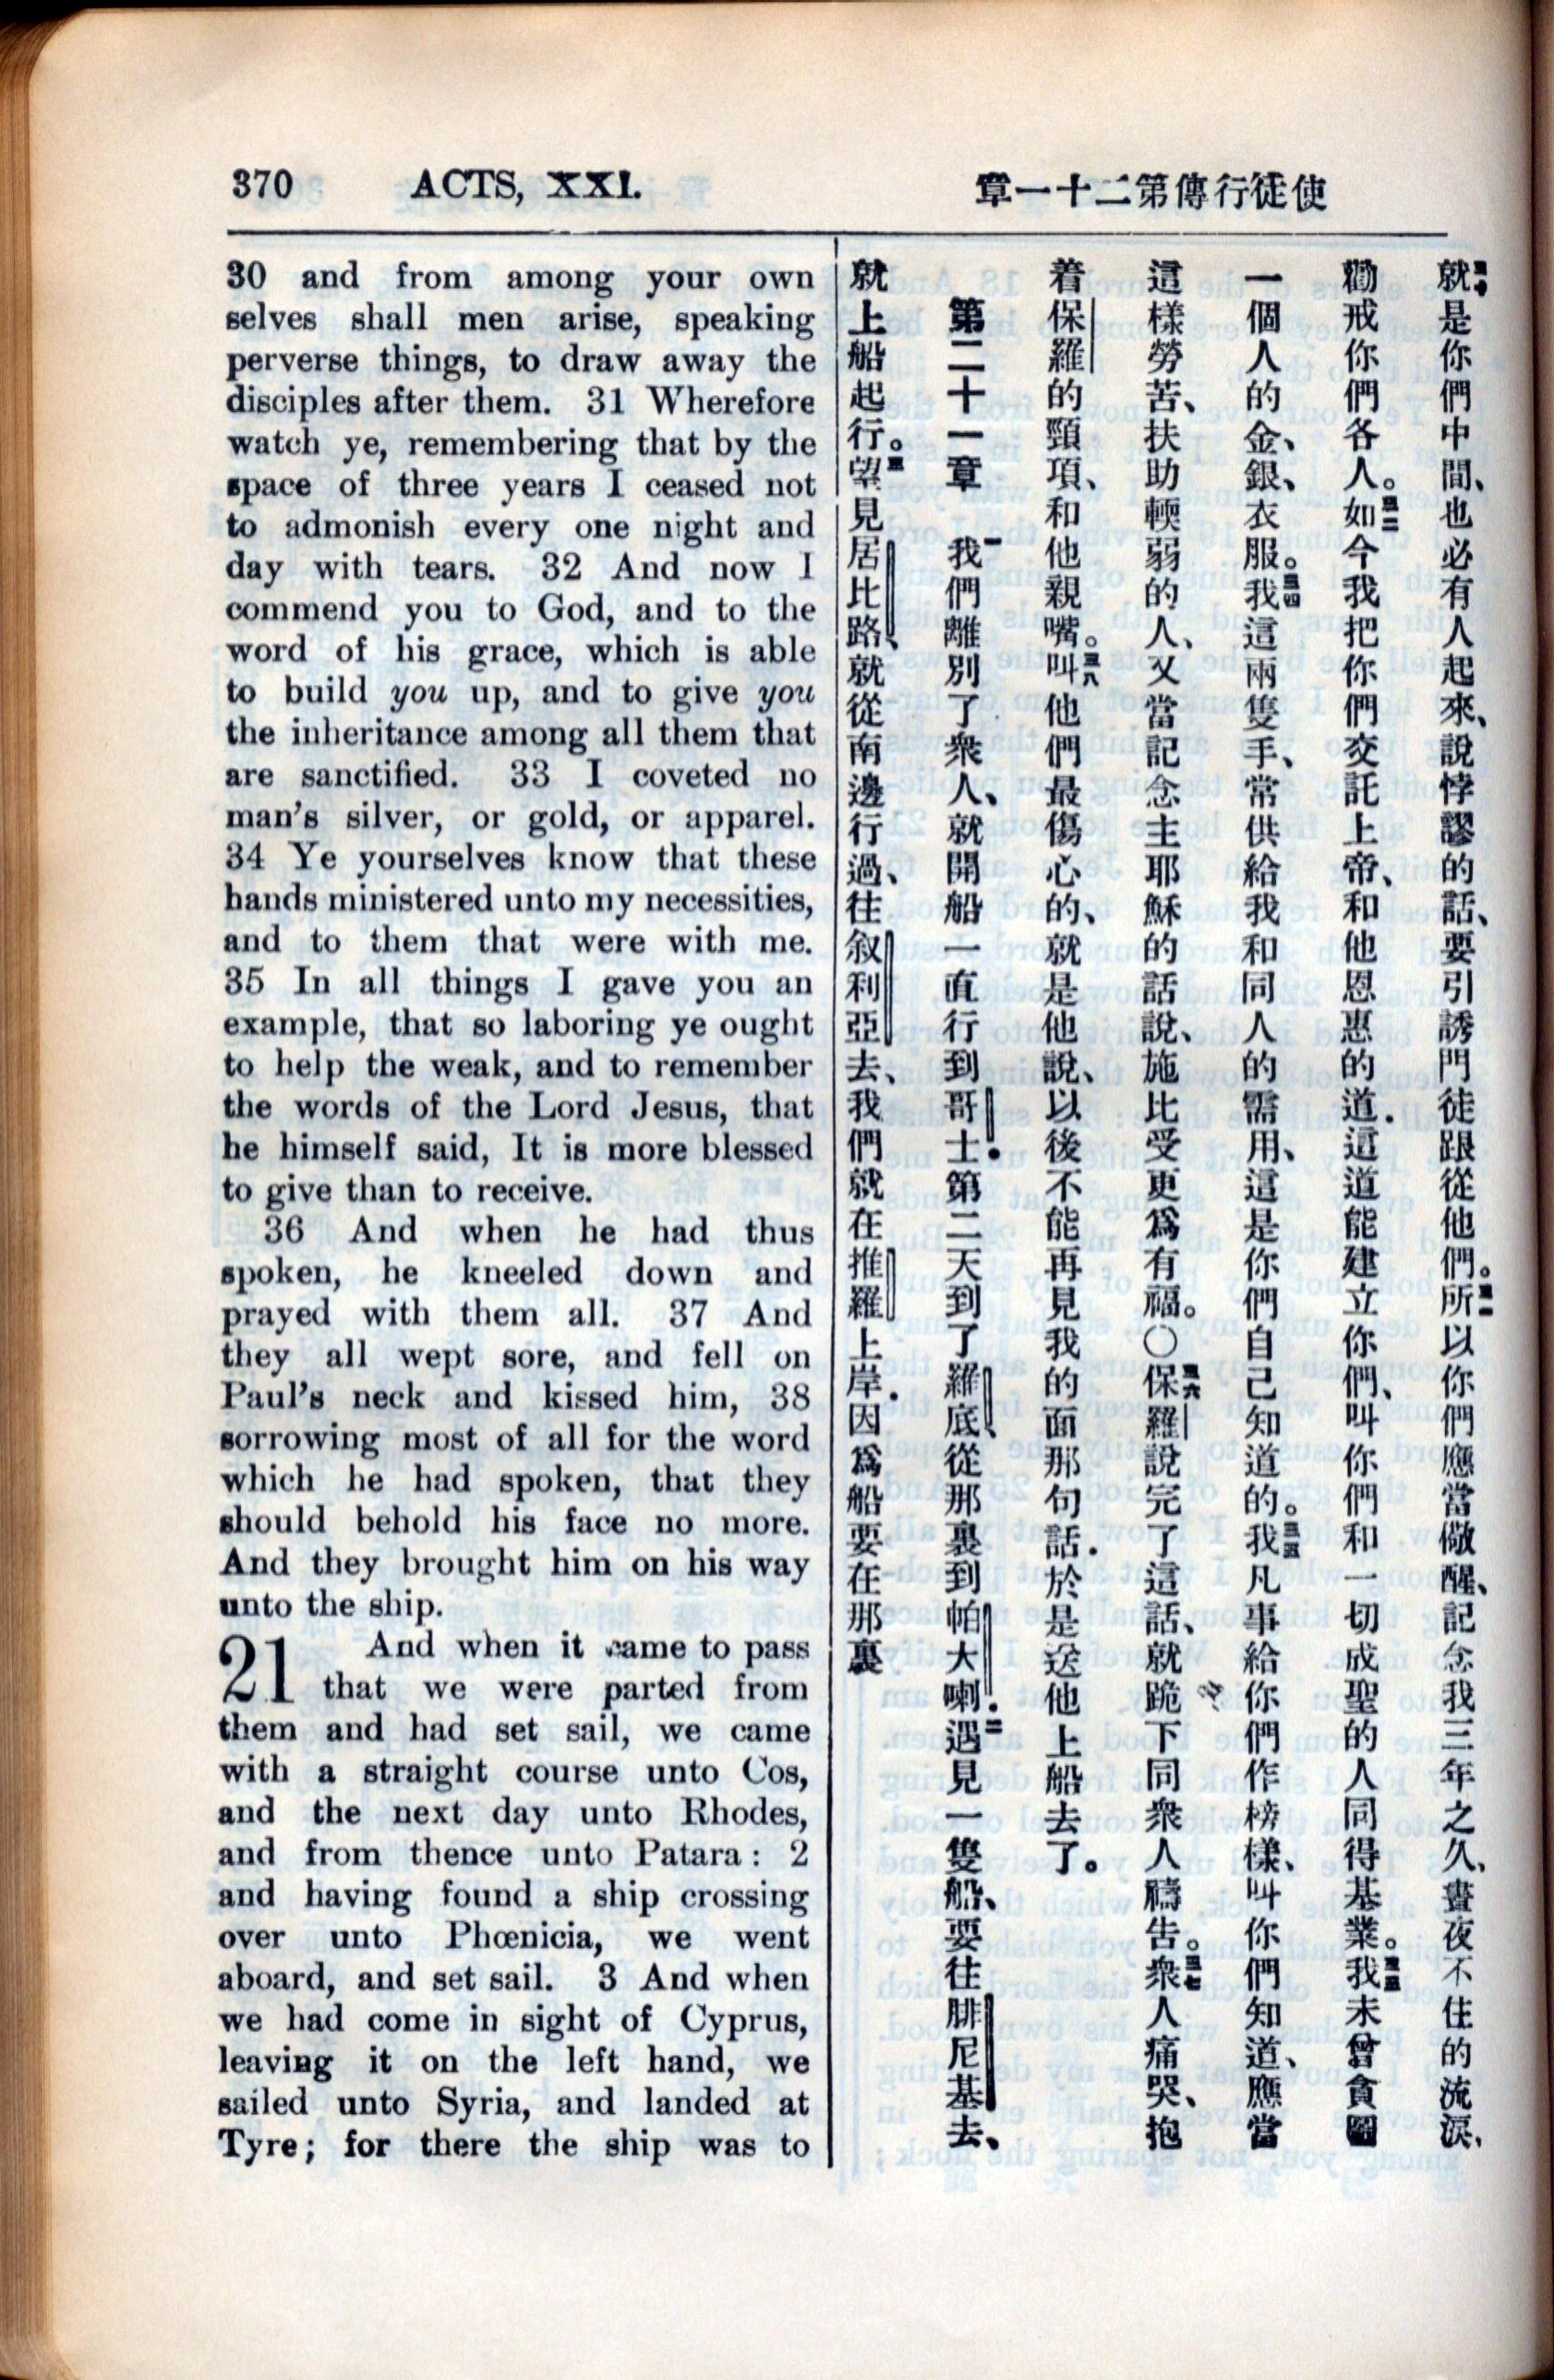 370 ACTS, XXI.
章一十二第傳行徒使
30 and from among your own
selves shall men arise, speaking
perverse things, to draw away the
disciples after them. 31 Wherefore
watch ye, remembering that by the
space of three years I ceased not
to admonish every one night and
day with tears. 32 And now I
commend you to God, and to the
word of his grace, which is able
to build you up, and to give you
the inheritance among all them that
are sanctified. 33 I coveted no
man's silver, or gold, or apparel.
34 Ye yourselves know that these
hands ministered unto my necessities,
and to them that were with me.
35 In all things I gave you an
example, that so laboring ye ought
to help the weak, and to remember
the words of the Lord Jesus, that
he himself said, It is more blessed
to give than to receive.
36 And when he had thus
spoken, he kneeled down and
prayed with them all. 37 And
they all wept sore, and fell on
Paul's neck and kissed him, 38
sorrowing most of all for the word
which he had spoken, that they
should behold his face no more.
And they brought him on his way
unto the ship.
21 And when it came to pass
that we were parted from
them and had set sail, we came
with a straight course unto Cos,
and the next day unto Rhodes,
and from thence unto Patara: 2
and having found a ship crossing
over unto Phœnicia, we went
aboard, and set sail. 3 And when
we had come in sight of Cyprus,
leaving it on the left hand, we
sailed unto Syria, and landed at
Tyre; for there the ship was to
三十就是你們中間、也必有人起來、說悖謬的話、要引誘門徒跟從他們。三一所以你們應當儆醒、記念我三年之久、晝夜不住的流淚、
勸戒你們各人。三二如今我把你們交託上帝、和他恩惠的道．這道能建立你們、叫你們和一切成聖的人同得基業。三三我未曾貪圖
一個人的金、銀、衣服。三四我這兩隻手、常供給我和同人的需用、這是你們自己知道的。三五我凡事給你們作榜樣、叫你們知道、應當
這樣勞苦、扶助輭弱的人、又當記念主耶穌的話說、施比受更爲有福。〇三六保羅說完了這話、就跪下同衆人禱告。三七衆人痛哭、抱
着保羅的頸項、和他親嘴。三八叫他們最傷心的、就是他說、以後不能再見我的面那句話．於是送他上船去了。
第二十一章 一我們離別了衆人、就開船一直行到哥士．第二天到了羅底、從那裏到帕大喇．二遇見一隻船、要往腓尼基去、
就上船起行。三望見居比路、就從南邊行過、往叙利亞去、我們就在推羅上岸．因爲船要在那裏